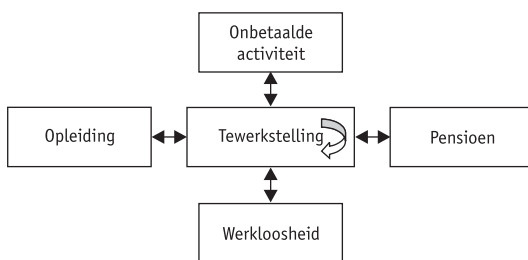 Onbetaalde
activiteit
Opleiding
Tewerkstelling
Pensioen
Werkloosheid